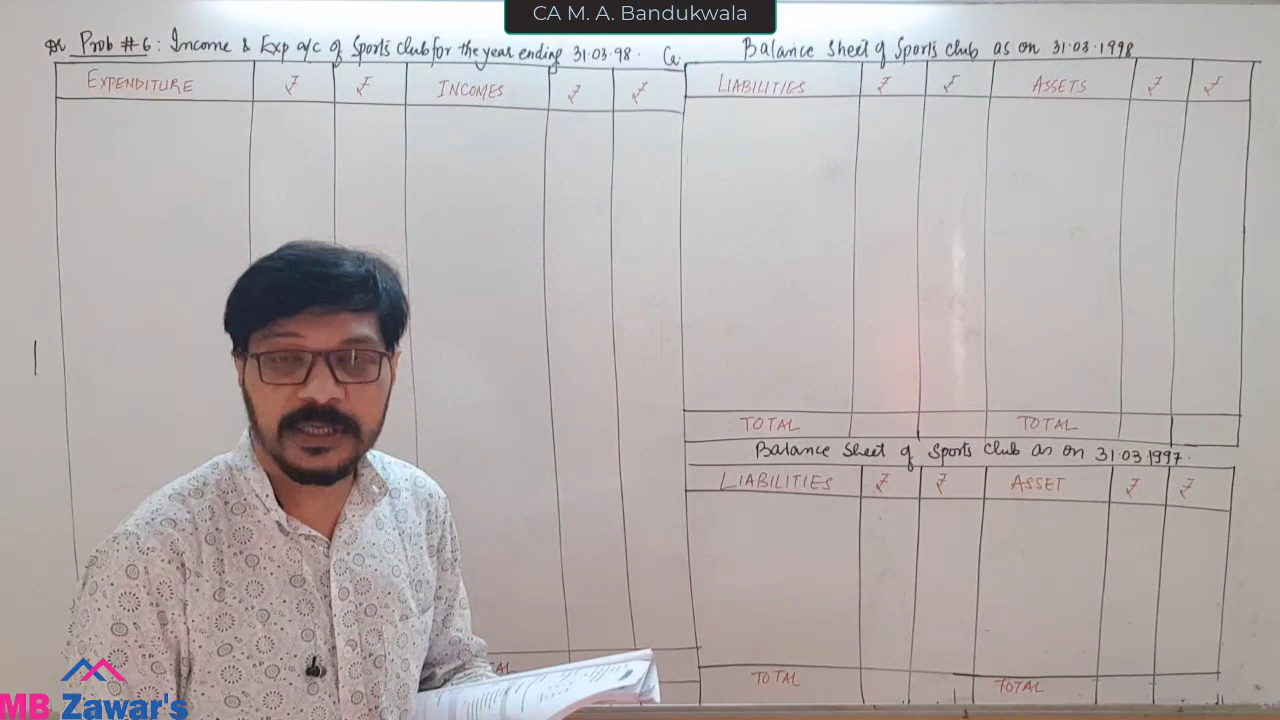 CA M. A. Bandukwala
Dr Prob # 6 : Income & Exp a/c of Sports club for the year ending 31.03.98. Cr
EXPENDITURE ₹ ₹ INCOMES ₹ ₹
Balance Sheet of Sports club as on 31.03.1998
LIABILITIES ₹ ₹ ASSETS ₹ ₹
TOTAL TOTAL
Balance Sheet of Sports Club as on 31.03.1997.
LIABILITIES ₹ ₹ ASSET ₹ ₹
TOTAL TOTAL
MB Zawar's